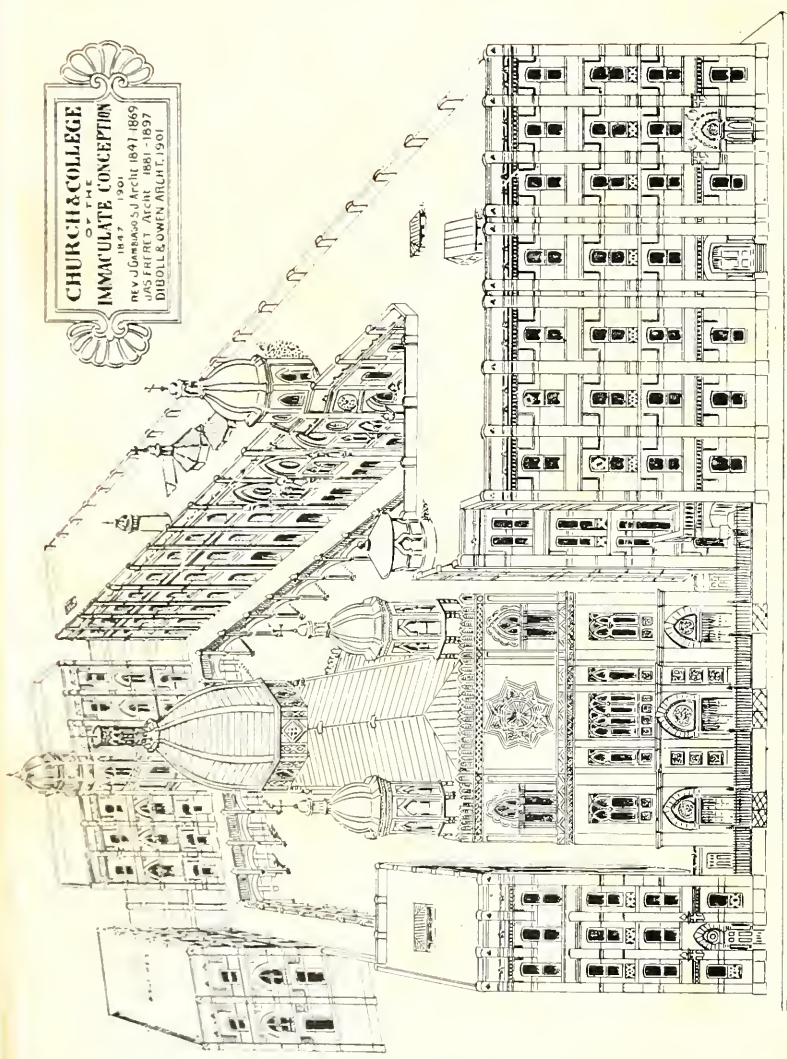 CHURCH & COLLEGE
OF THE
IMMACULATE CONCEPTION
1847 1901
REV J GAMBIASO S J Archt 1847-1869
JAS FRERET Archt 1881-1897
DIBOLL & OWEN ARCHT. 1901